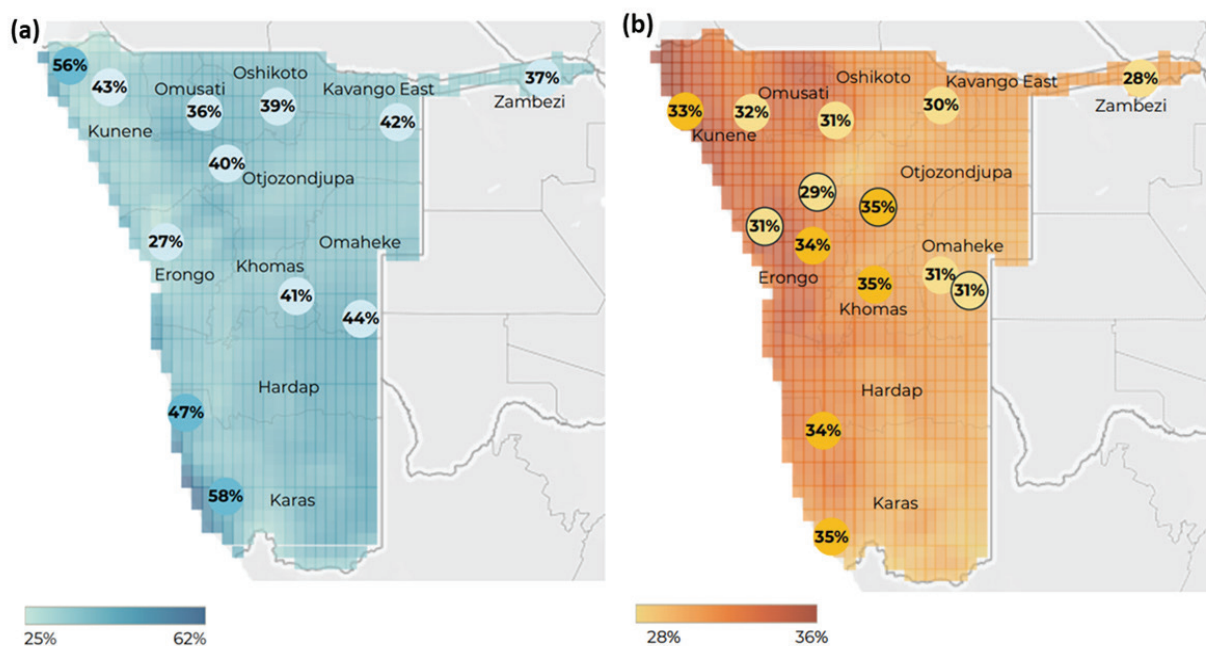 (a)
56%
43%
Kunene
Omusati
36%
Oshikoto
39%
Kavango East
42%
37%
Zambezi
40%
Otjozondjupa
27%
Erongo
Khomas
Omaheke
41%
44%
Hardap
47%
58%
Karas
25%
62%
(b)
Oshikoto
Kavango East
28%
Zambezi
Omusati
33%
Kunene
32%
31%
30%
Otjozondjupa
29%
35%
31%
34%
Erongo
Omaheke
31%
31%
35%
Khomas
Hardap
34%
Karas
35%
28%
36%